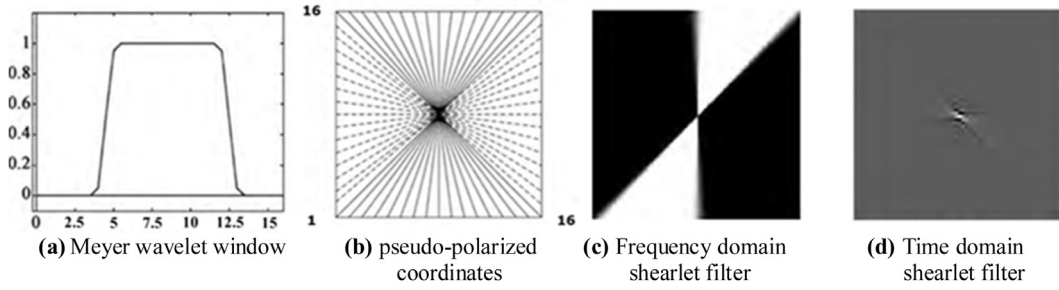 1
0.8
0.6
0.4
0.2
0
0 2.5 5 7.5 10 12.5 15
16
1
16
(a) Meyer wavelet window
(b) pseudo-polarized
coordinates
(c) Frequency domain
shearlet filter
(d) Time domain
shearlet filter